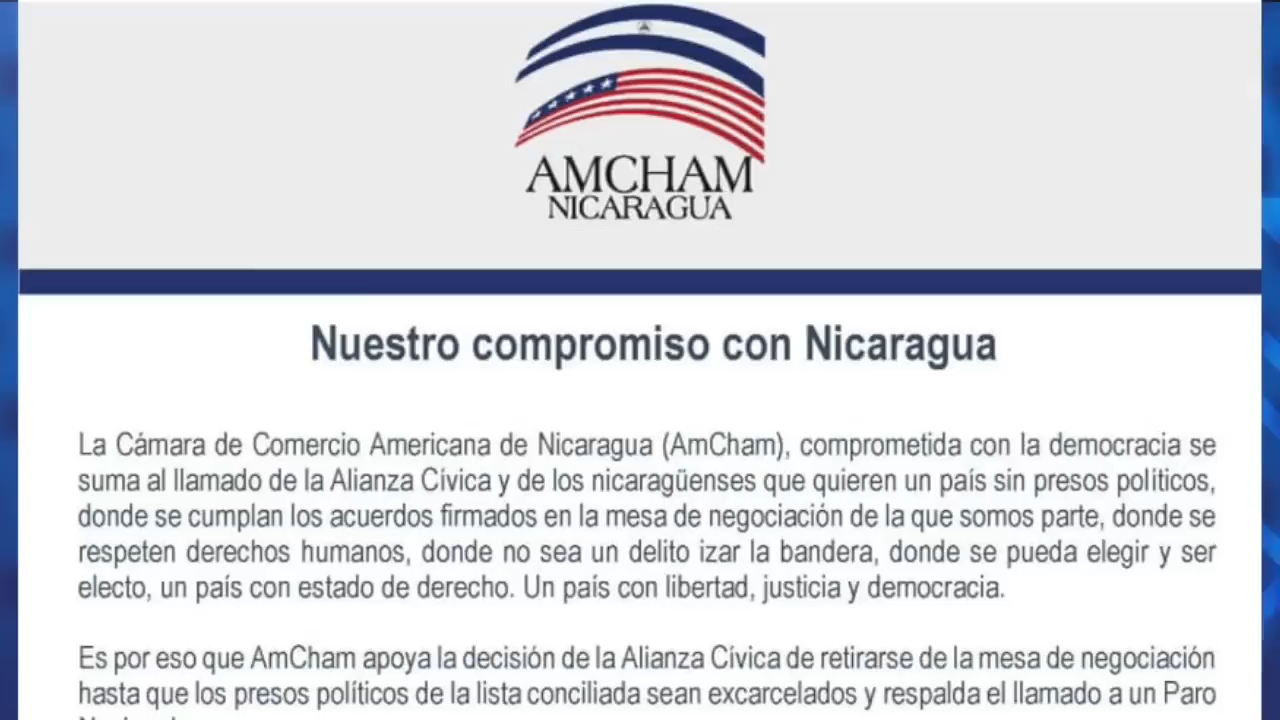 AMCHAM
NICARAGUA
Nuestro compromiso con Nicaragua
La Cámara de Comercio Americana de Nicaragua (AmCham), comprometida con la democracia se
suma al llamado de la Alianza Cívica y de los nicaragüenses que quieren un país sin presos políticos,
donde se cumplan los acuerdos firmados en la mesa de negociación de la que somos parte, donde se
respeten derechos humanos, donde no sea un delito izar la bandera, donde se pueda elegir y ser
electo, un país con estado de derecho. Un país con libertad, justicia y democracia.
Es por eso que AmCham apoya la decisión de la Alianza Cívica de retirarse de la mesa de negociación
hasta que los presos políticos de la lista conciliada sean excarcelados y respalda el llamado a un Paro